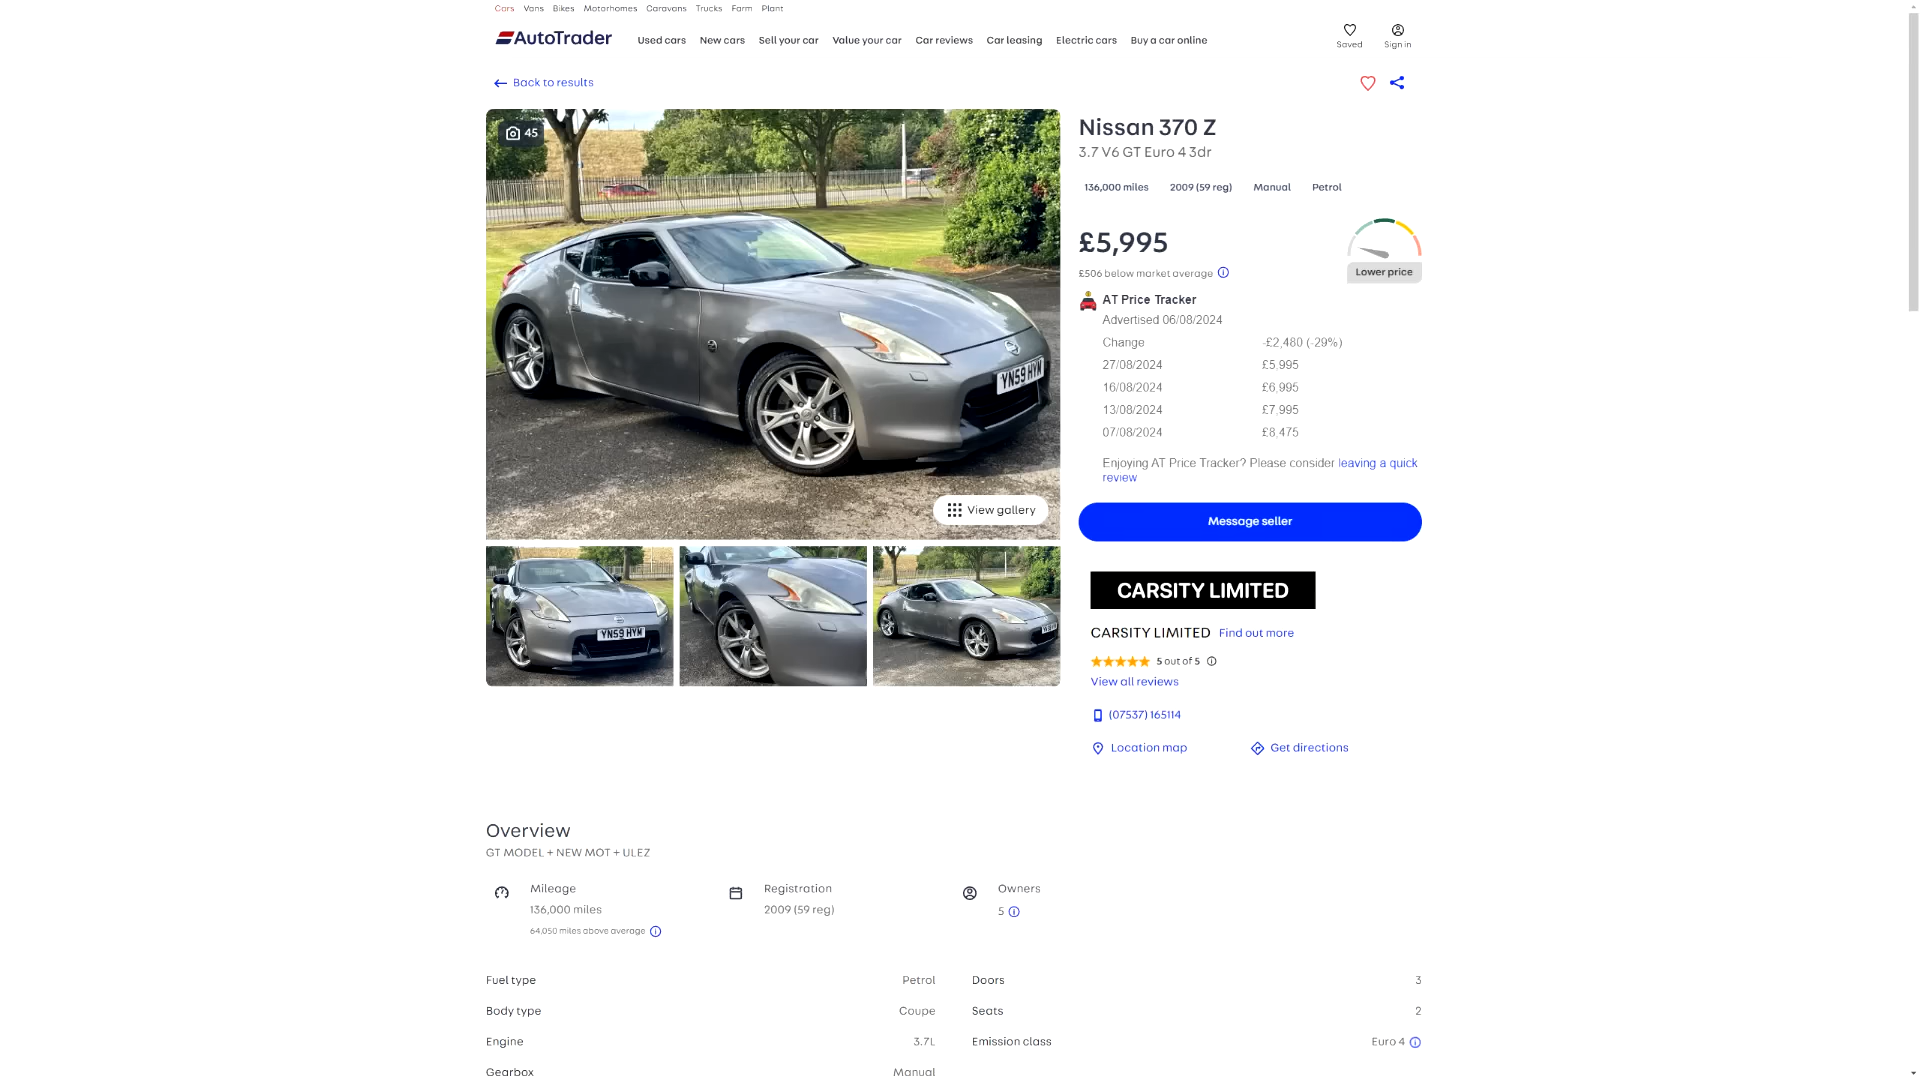 Cars Vans Bikes Motorhomes Caravans Trucks Farm Plant
AutoTrader Used cars New cars Sell your car Value your car Car reviews Car leasing Electric cars Buy a car online Saved Sign in
Back to results
45
YN59 HVM
View gallery
YN59 HVM
Nissan 370 Z
3.7 V6 GT Euro 4 3dr
136,000 miles 2009 (59 reg) Manual Petrol
£5,995
£506 below market average
Lower price
AT Price Tracker
Advertised 06/08/2024
Change -£2,480 (-29%)
27/08/2024 £5,995
16/08/2024 £6,995
13/08/2024 £7,995
07/08/2024 £8,475
Enjoying AT Price Tracker? Please consider leaving a quick
review
Message seller
CARSITY LIMITED
CARSITY LIMITED Find out more
5 out of 5
View all reviews
(07537) 165114
Location map Get directions
Overview
GT MODEL + NEW MOT + ULEZ
Mileage
136,000 miles
64,050 miles above average
Registration
2009 (59 reg)
Owners
5
Fuel type Petrol Doors 3
Body type Coupe Seats 2
Engine 3.7L Emission class Euro 4
Gearbox Manual